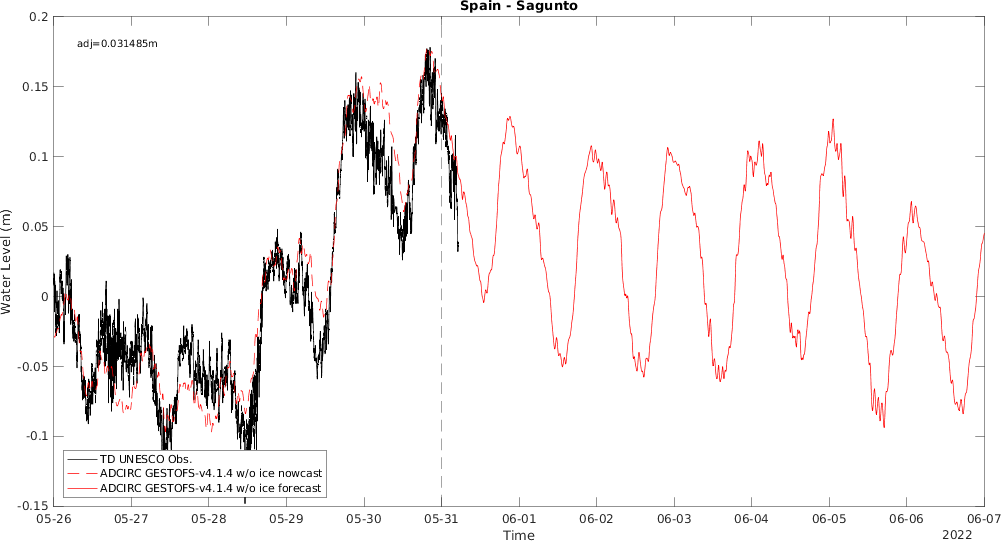 Spain - Sagunto
adj=0.031485m
0.2
0.15
0.1
0.05
0
-0.05
-0.1
-0.15
Water Level (m)
TD UNESCO Obs.
ADCIRC GESTOFS-v4.1.4 w/o ice nowcast
ADCIRC GESTOFS-v4.1.4 w/o ice forecast
05-26 05-27 05-28 05-29 05-30 05-31 06-01 06-02 06-03 06-04 06-05 06-06 06-07
Time
2022